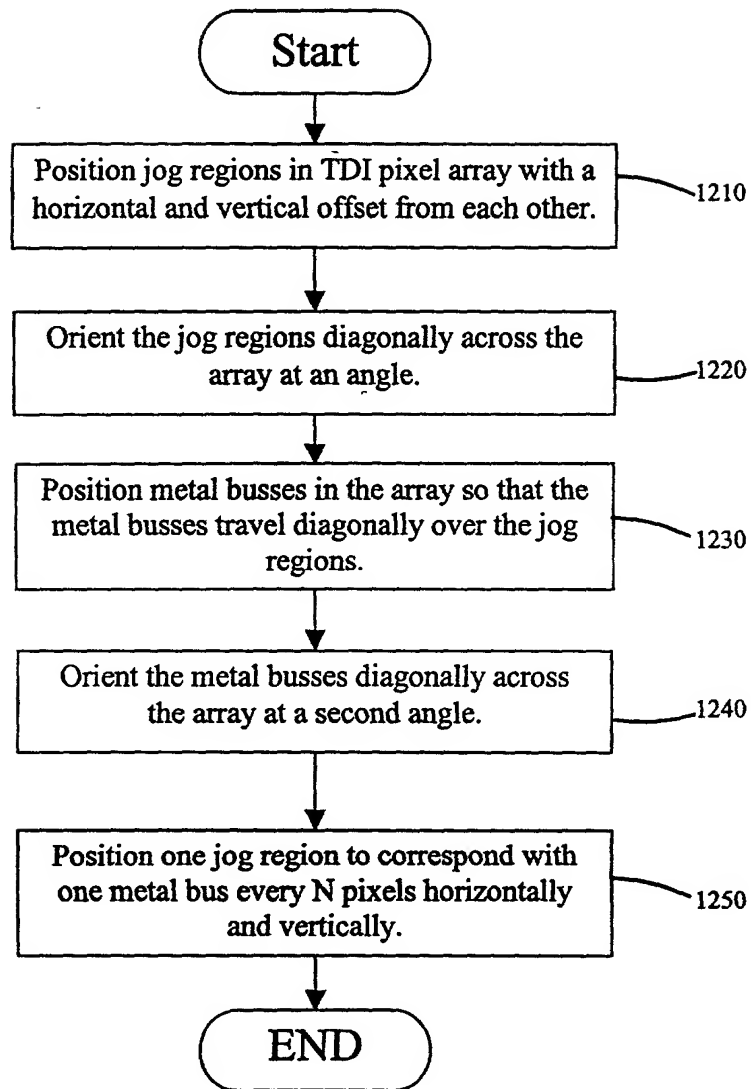 Start
Position jog regions in TDI pixel array with a
horizontal and vertical offset from each other.
1210
Orient the jog regions diagonally across the
array at an angle.
1220
Position metal busses in the array so that the
metal busses travel diagonally over the jog
regions.
1230
Orient the metal busses diagonally across
the array at a second angle.
1240
Position one jog region to correspond with
one metal bus every N pixels horizontally
and vertically.
1250
END